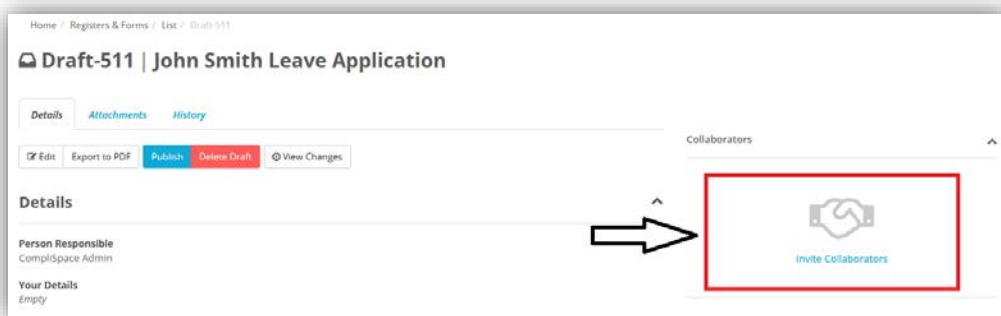 Home / Registers & Forms / List / Draft-511
Draft-511 | John Smith Leave Application
Details Attachments History
Edit Export to PDF Publish Delete Draft View Changes
Collaborators
Invite Collaborators
Details
Person Responsible
CompliSpace Admin
Your Details
Empty